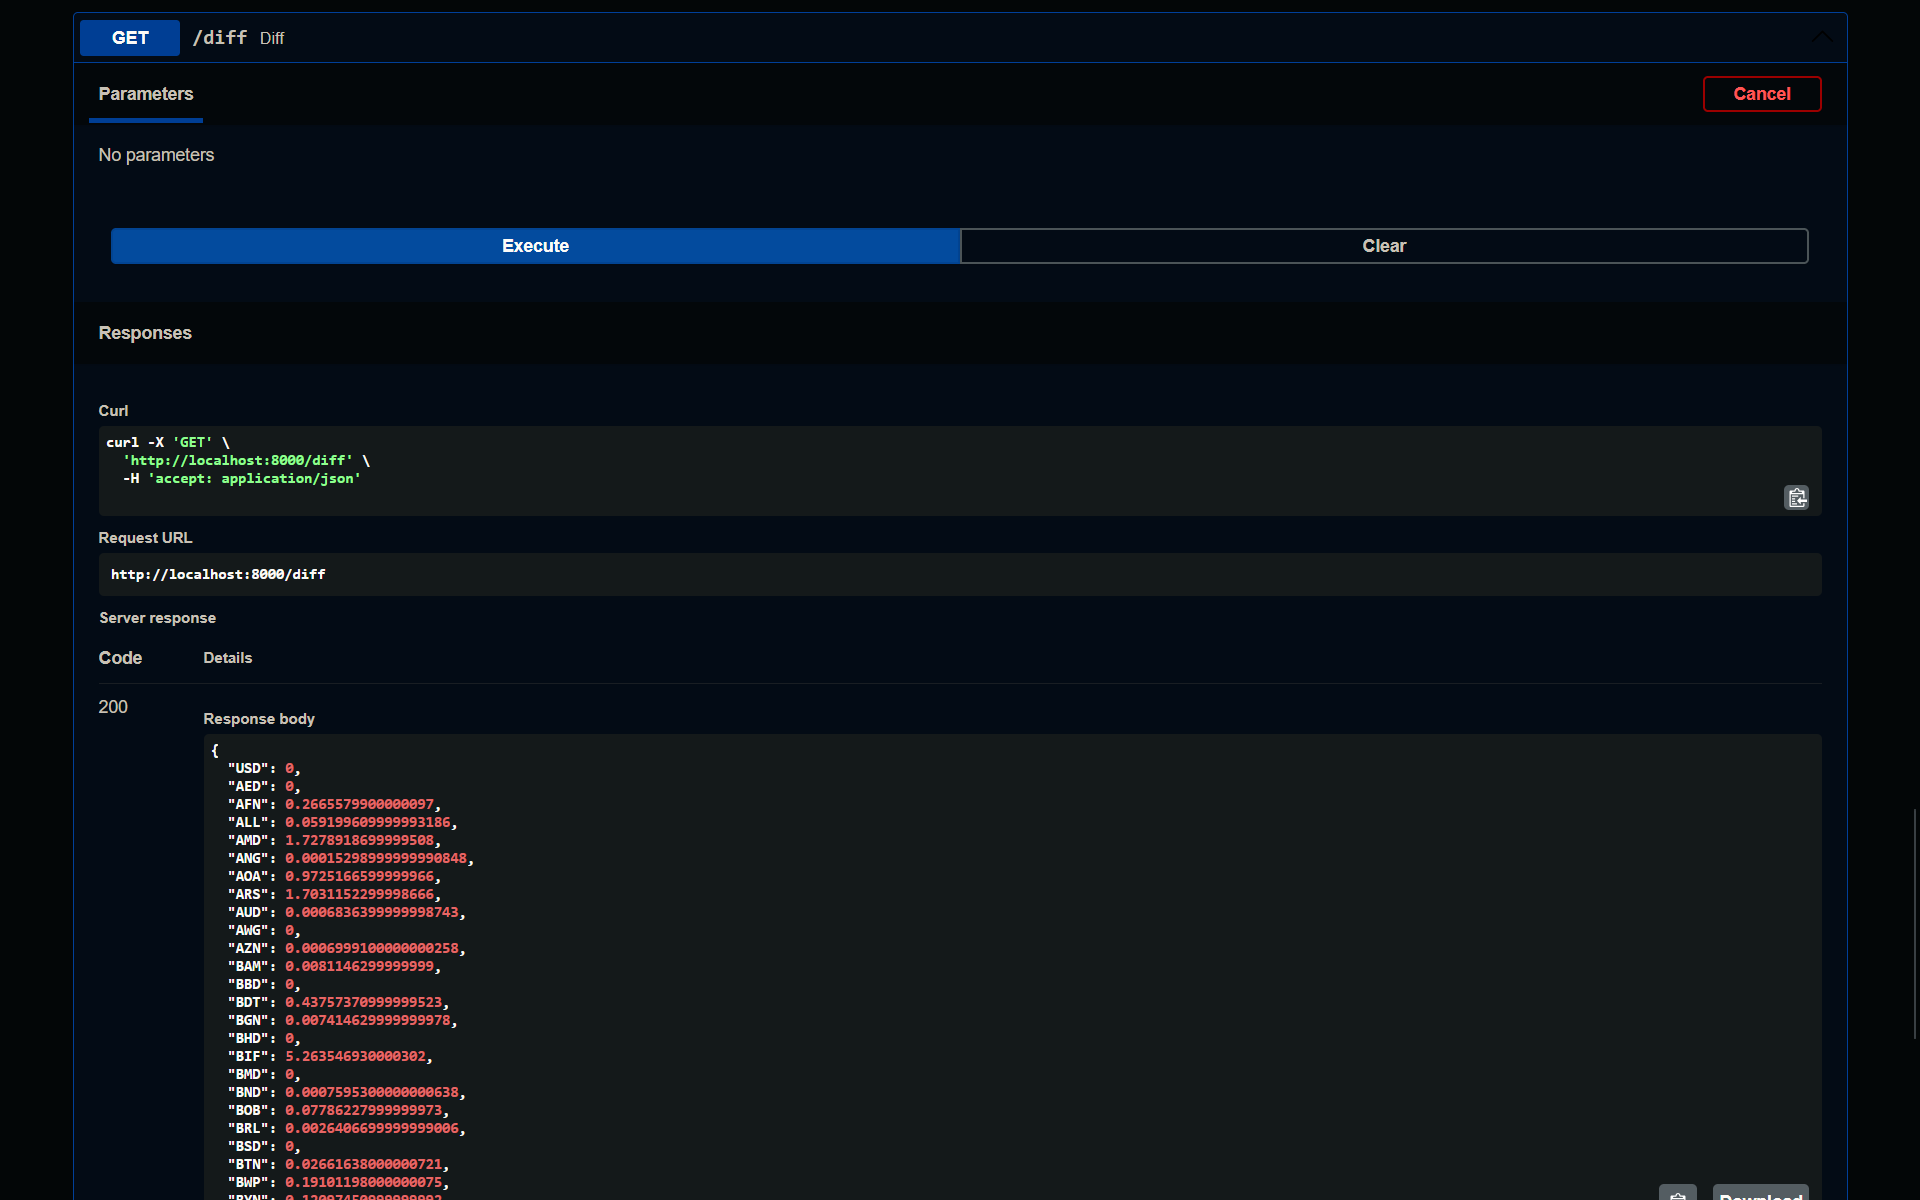 GET /diff Diff
Parameters
Cancel
No parameters
Execute
Clear
Responses
Curl
curl -X 'GET' \
'http://localhost:8000/diff' \
-H 'accept: application/json'
Request URL
http://localhost:8000/diff
Server response
Code Details
200
Response body
{
"USD": 0,
"AED": 0,
"AFN": 0.2665579900000097,
"ALL": 0.059199609999993186,
"AMD": 1.7278918699999508,
"ANG": 0.00015298999999990848,
"AOA": 0.9725166599999966,
"ARS": 1.7031152299998666,
"AUD": 0.0006836399999998743,
"AWG": 0,
"AZN": 0.0006999100000000258,
"BAM": 0.0081146299999999,
"BBD": 0,
"BDT": 0.43757370999999523,
"BGN": 0.007414629999999978,
"BHD": 0,
"BIF": 5.263546930000302,
"BMD": 0,
"BND": 0.0007595300000000638,
"BOB": 0.07786227999999973,
"BRL": 0.0026406699999999006,
"BSD": 0,
"BTN": 0.02661638000000721,
"BWP": 0.19101198000000075,
Download